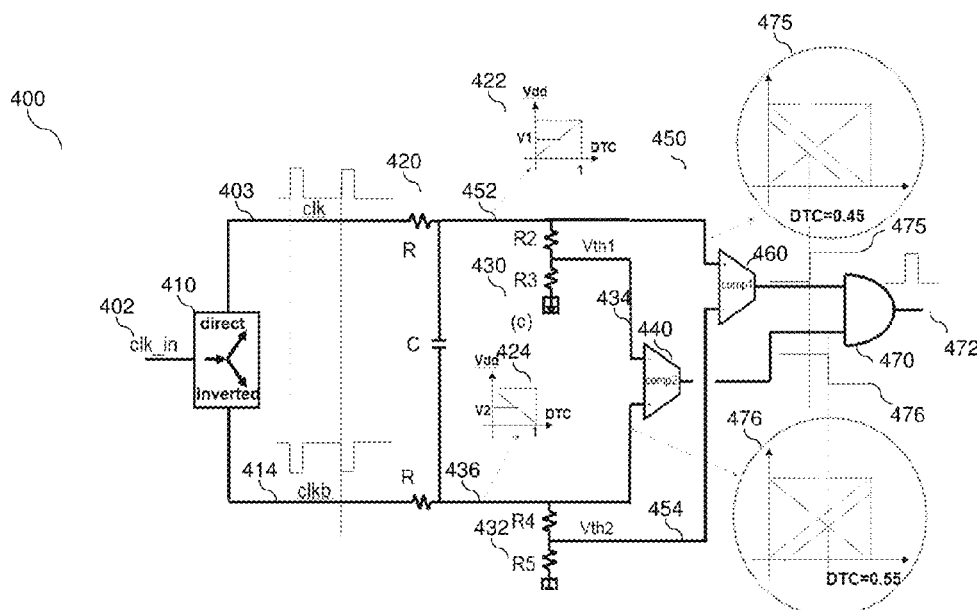 475
422
Vdd
400
V1
DTC
1
450
420
403
clk
452
DTC=0.45
R
R2
Vth1
475
460
410
R3
430
402
direct
434
comp1
clk_in
(c)
440
C
424
Vdd
472
Inverted
comp2
470
V2
DTC
1
476
476
414
R
436
clkb
R4
Vth2
454
432
R5
DTC=0.55